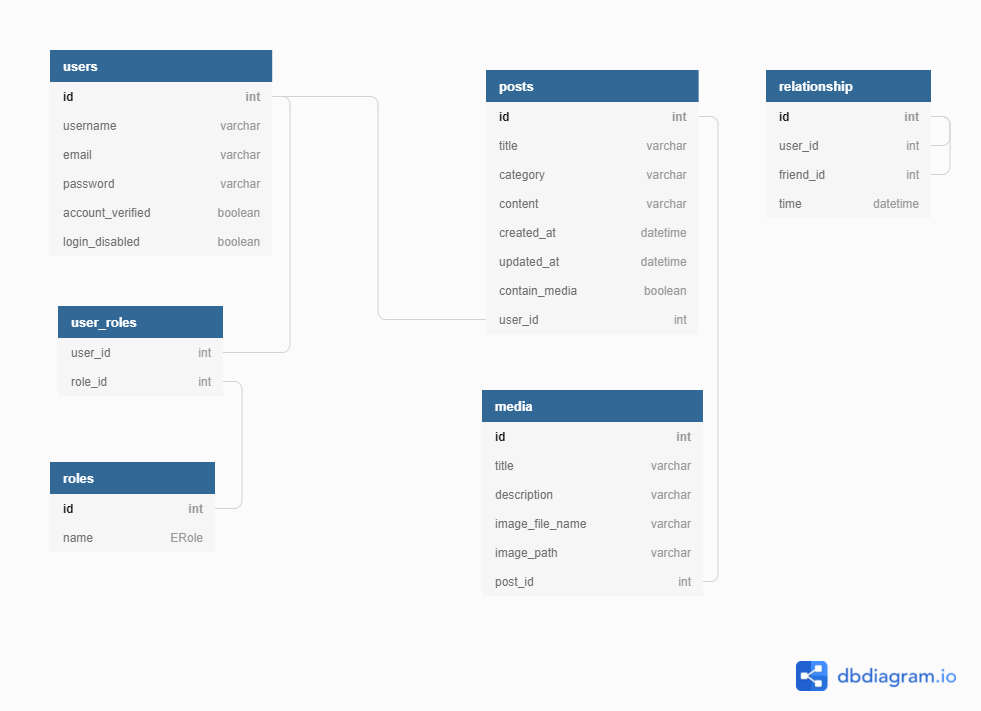 users
id int
username varchar
email varchar
password varchar
account_verified boolean
login_disabled boolean
user_roles
user_id int
role_id int
roles
id int
name ERole
posts
id int
title varchar
category varchar
content varchar
created_at datetime
updated_at datetime
contain_media boolean
user_id int
media
id int
title varchar
description varchar
image_file_name varchar
image_path varchar
post_id int
relationship
id int
user_id int
friend_id int
time datetime
dbdiagram.io